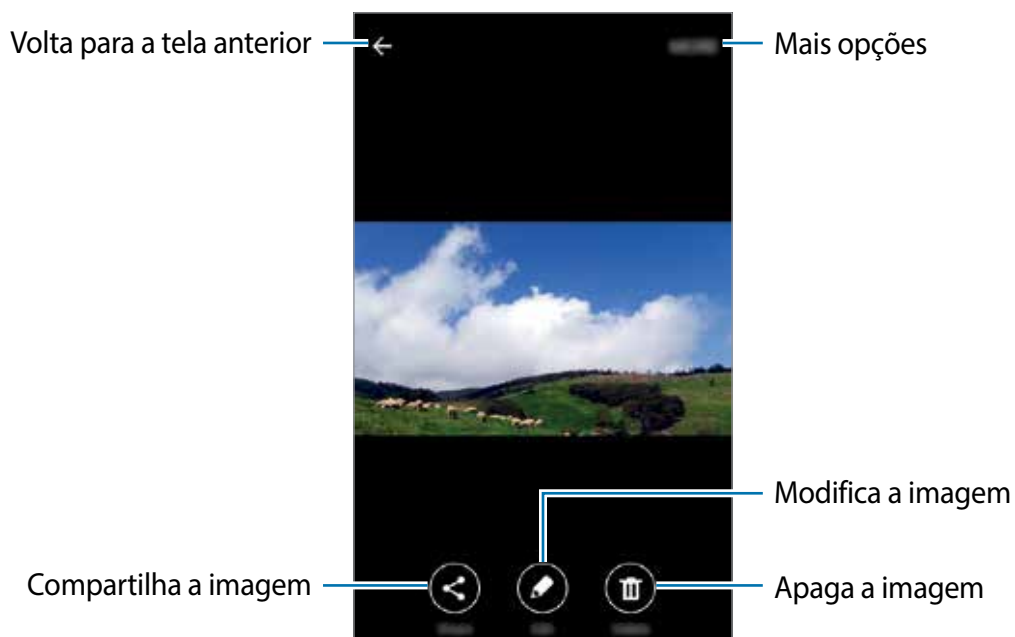 Volta para a tela anterior
Mais opções
Modifica a imagem
Compartilha a imagem
Apaga a imagem